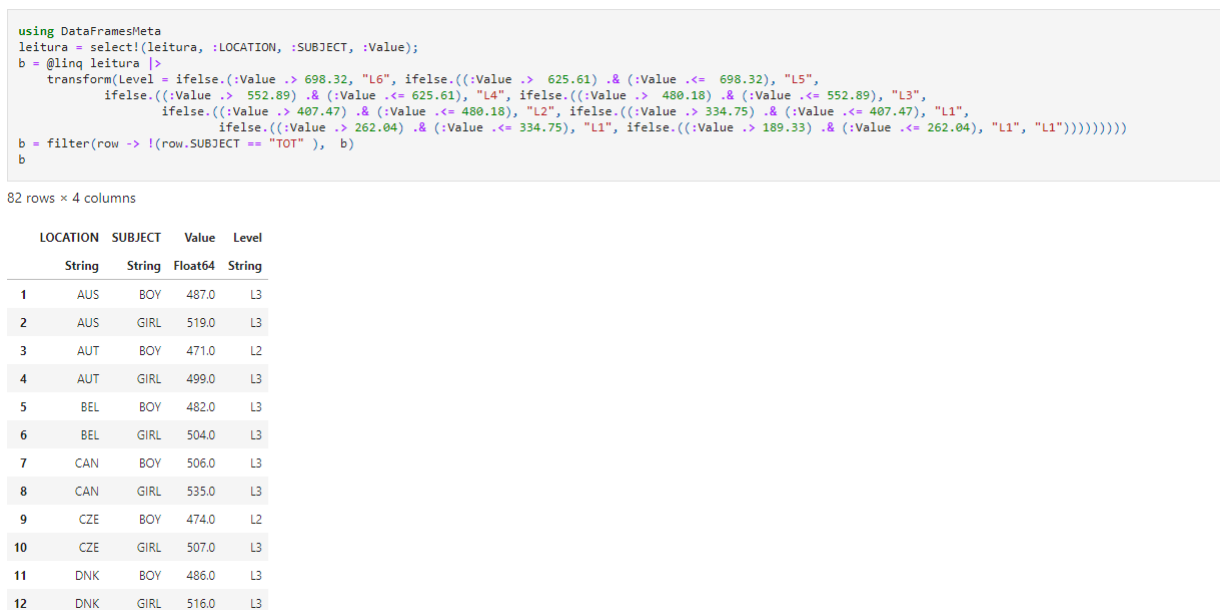 using DataFramesMeta
leitura = select!(leitura, :LOCATION, :SUBJECT, :Value);
b = @linq leitura |>
    transform(Level = ifelse.(:Value .> 698.32, "L6", ifelse.((:Value .>  625.61) .& (:Value .<=  698.32), "L5",
            ifelse.((:Value .>  552.89) .& (:Value .<= 625.61), "L4", ifelse.((:Value .>  480.18) .& (:Value .<= 552.89), "L3",
                    ifelse.((:Value .> 407.47) .& (:Value .<= 480.18), "L2", ifelse.((:Value .> 334.75) .& (:Value .<= 407.47), "L1",
                            ifelse.((:Value .> 262.04) .& (:Value .<= 334.75), "L1", ifelse.((:Value .> 189.33) .& (:Value .<= 262.04), "L1", "L1")))))))))
b = filter(row -> !(row.SUBJECT == "TOT" ),  b)
b
82 rows × 4 columns
LOCATION SUBJECT Value Level
String String Float64 String
1 AUS BOY 487.0 L3
2 AUS GIRL 519.0 L3
3 AUT BOY 471.0 L2
4 AUT GIRL 499.0 L3
5 BEL BOY 482.0 L3
6 BEL GIRL 504.0 L3
7 CAN BOY 506.0 L3
8 CAN GIRL 535.0 L3
9 CZE BOY 474.0 L2
10 CZE GIRL 507.0 L3
11 DNK BOY 486.0 L3
12 DNK GIRL 516.0 L3